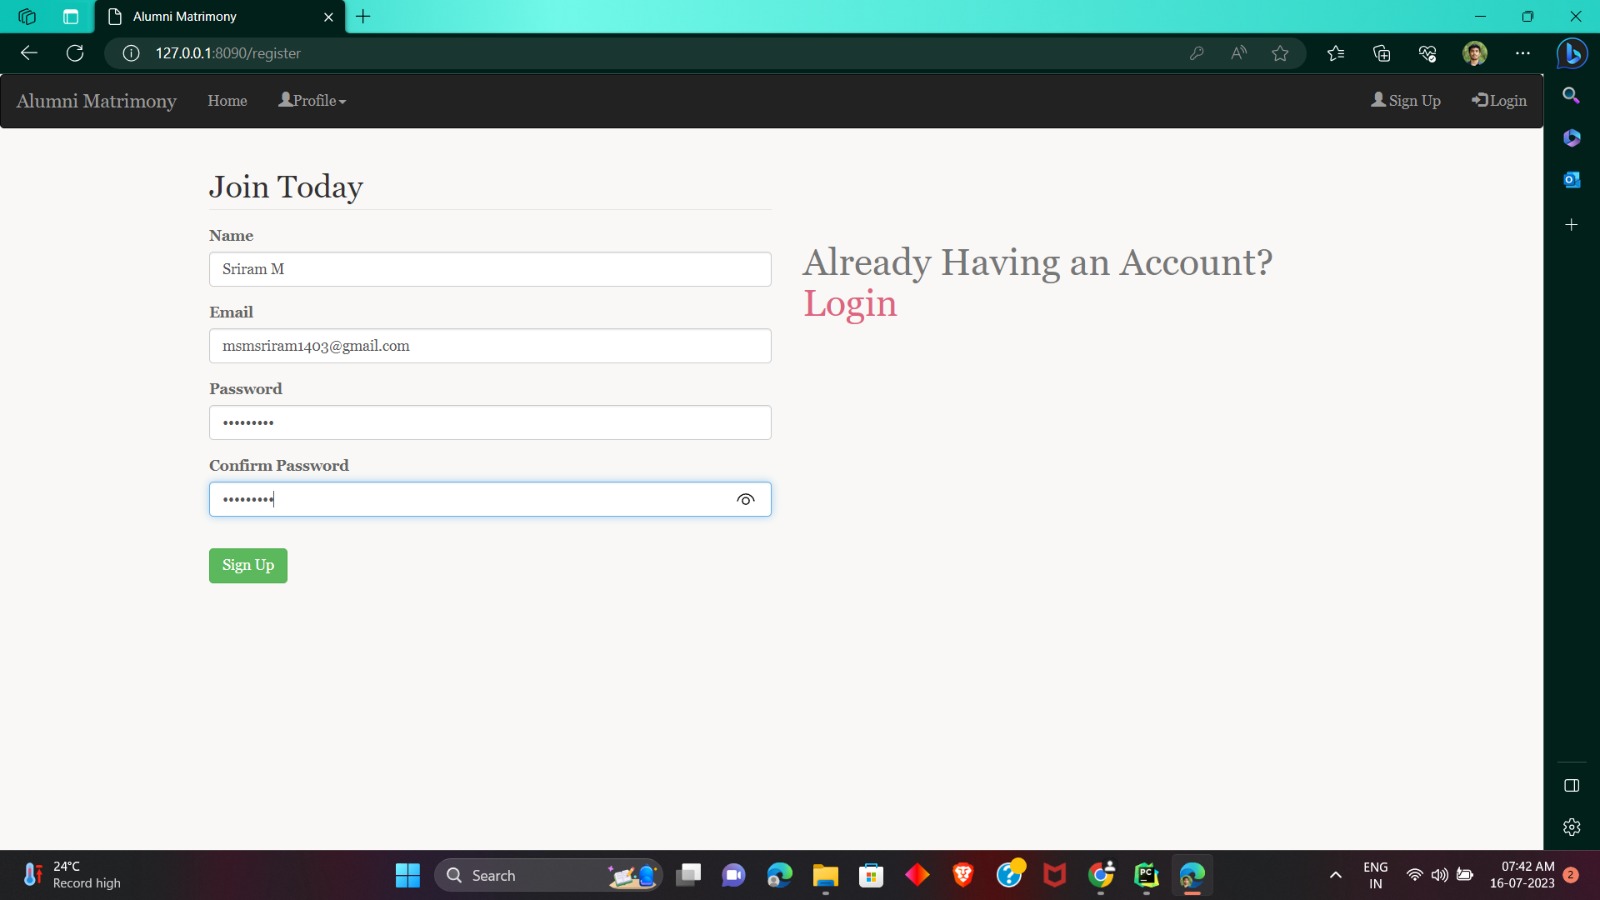 Alumni Matrimony
127.0.0.1:8090/register
Alumni Matrimony Home Profile Sign Up Login
Join Today
Name
Sriram M
Already Having an Account?
Login
Email
msmsriram1403@gmail.com
Password
•••••••••
Confirm Password
•••••••••
Sign Up
24°C
Record high
Search
ENG
IN
07:42 AM
16-07-2023
2